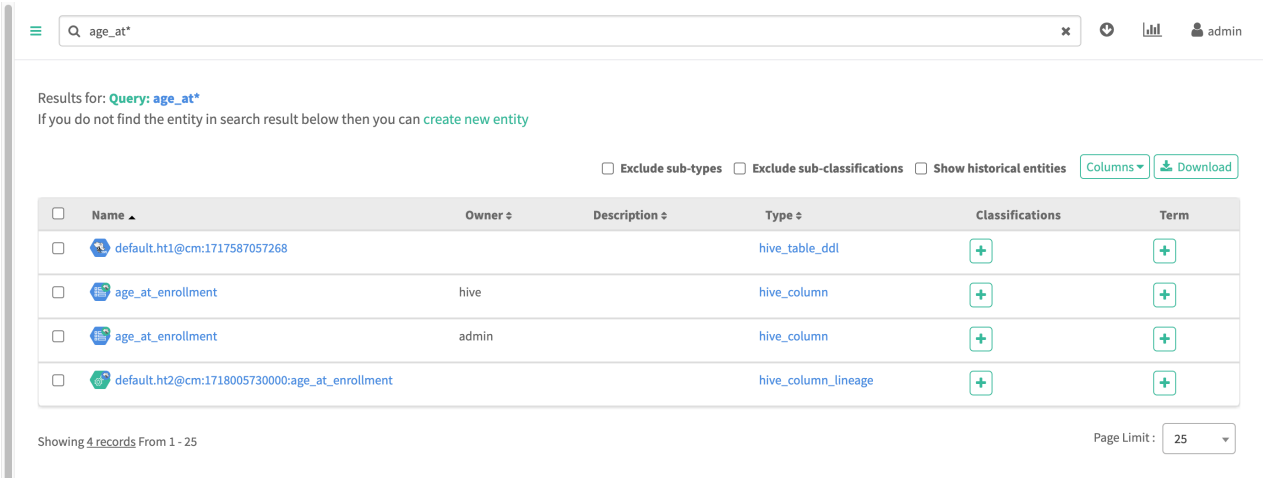 age_at*
admin
Results for: Query: age_at*
If you do not find the entity in search result below then you can create new entity
Exclude sub-types Exclude sub-classifications Show historical entities Columns Download
Name Owner Description Type Classifications Term
default.ht1@cm:1717587057268 hive_table_ddl
age_at_enrollment hive hive_column
age_at_enrollment admin hive_column
default.ht2@cm:1718005730000:age_at_enrollment hive_column_lineage
Showing 4 records From 1 - 25 Page Limit : 25